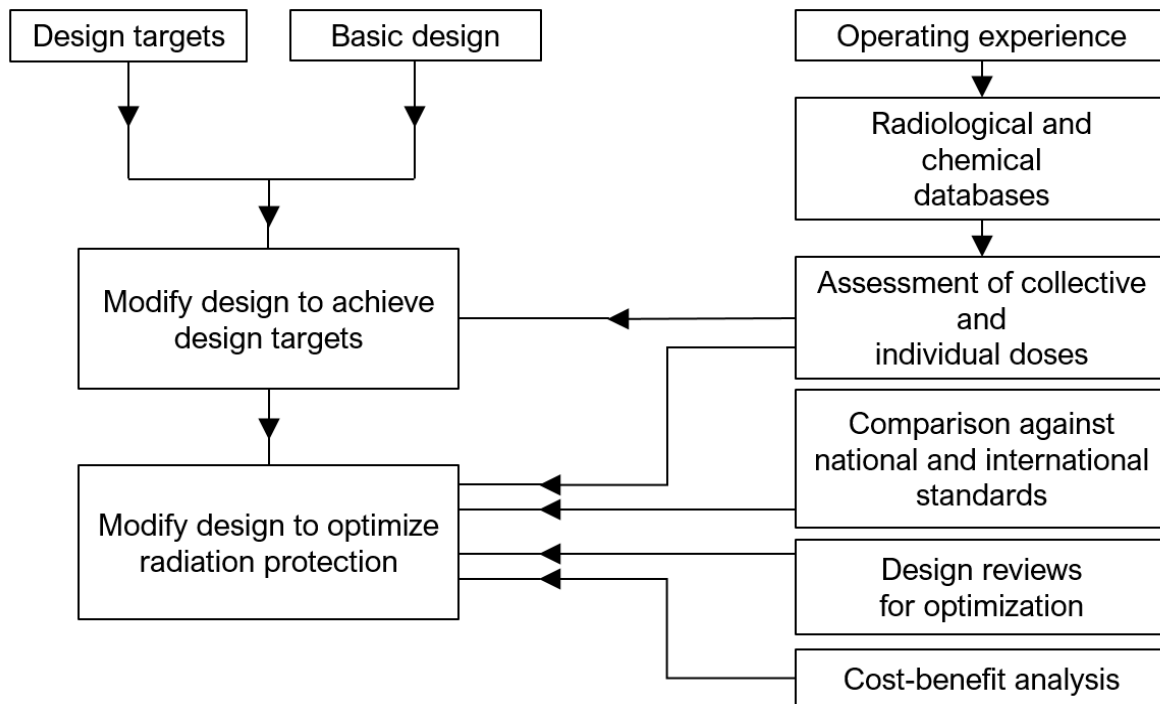 Design targets
Basic design
Operating experience
Radiological and
chemical
databases
Modify design to achieve
design targets
Assessment of collective
and
individual doses
Comparison against
national and international
standards
Modify design to optimize
radiation protection
Design reviews
for optimization
Cost-benefit analysis